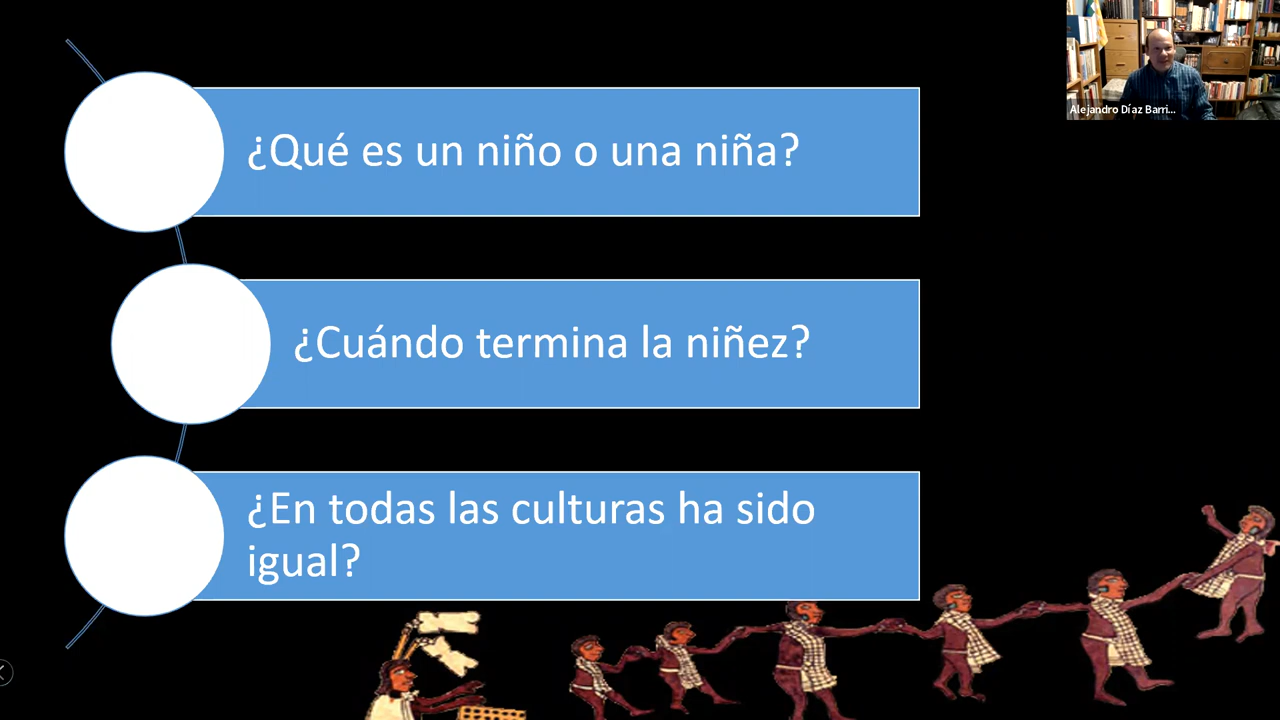 ¿Qué es un niño o una niña?
¿Cuándo termina la niñez?
¿En todas las culturas ha sido
igual?
Alejandro Díaz Barri...